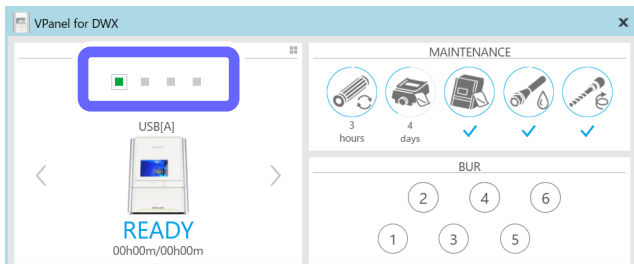 VPanel for DWX
USB[A]
READY
00h00m/00h00m
MAINTENANCE
3
hours
4
days
BUR
2 4 6
1 3 5